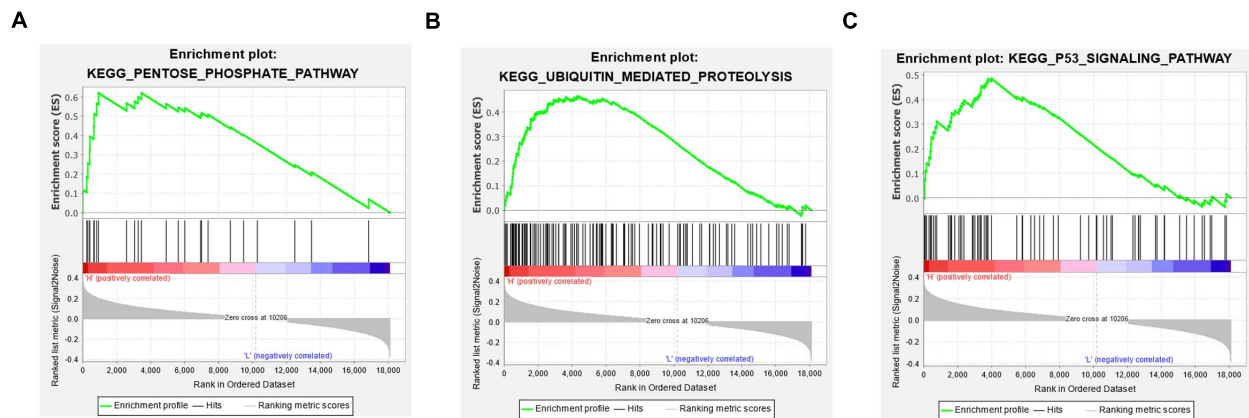 A
Enrichment plot:
KEGG_PENTOSE_PHOSPHATE_PATHWAY
Enrichment score (ES)
0.6
0.5
0.4
0.3
0.2
0.1
0.0
'H' (positively correlated)
Ranked list metric (Signal2Noise)
0.4
0.2
0.0
-0.2
-0.4
Zero cross at 10206
'L' (negatively correlated)
0 2,000 4,000 6,000 8,000 10,000 12,000 14,000 16,000 18,000
Rank in Ordered Dataset
Enrichment profile Hits Ranking metric scores
B
Enrichment plot:
KEGG_UBIQUITIN_MEDIATED_PROTEOLYSIS
Enrichment score (ES)
0.4
0.3
0.2
0.1
0.0
'H' (positively correlated)
Ranked list metric (Signal2Noise)
0.4
0.2
0.0
-0.2
-0.4
Zero cross at 10206
'L' (negatively correlated)
0 2,000 4,000 6,000 8,000 10,000 12,000 14,000 16,000 18,000
Rank in Ordered Dataset
Enrichment profile Hits Ranking metric scores
C
Enrichment plot: KEGG_P53_SIGNALING_PATHWAY
Enrichment score (ES)
0.5
0.4
0.3
0.2
0.1
0.0
'H' (positively correlated)
Ranked list metric (Signal2Noise)
0.4
0.2
0.0
-0.2
-0.4
Zero cross at 10206
'L' (negatively correlated)
0 2,000 4,000 6,000 8,000 10,000 12,000 14,000 16,000 18,000
Rank in Ordered Dataset
Enrichment profile Hits Ranking metric scores